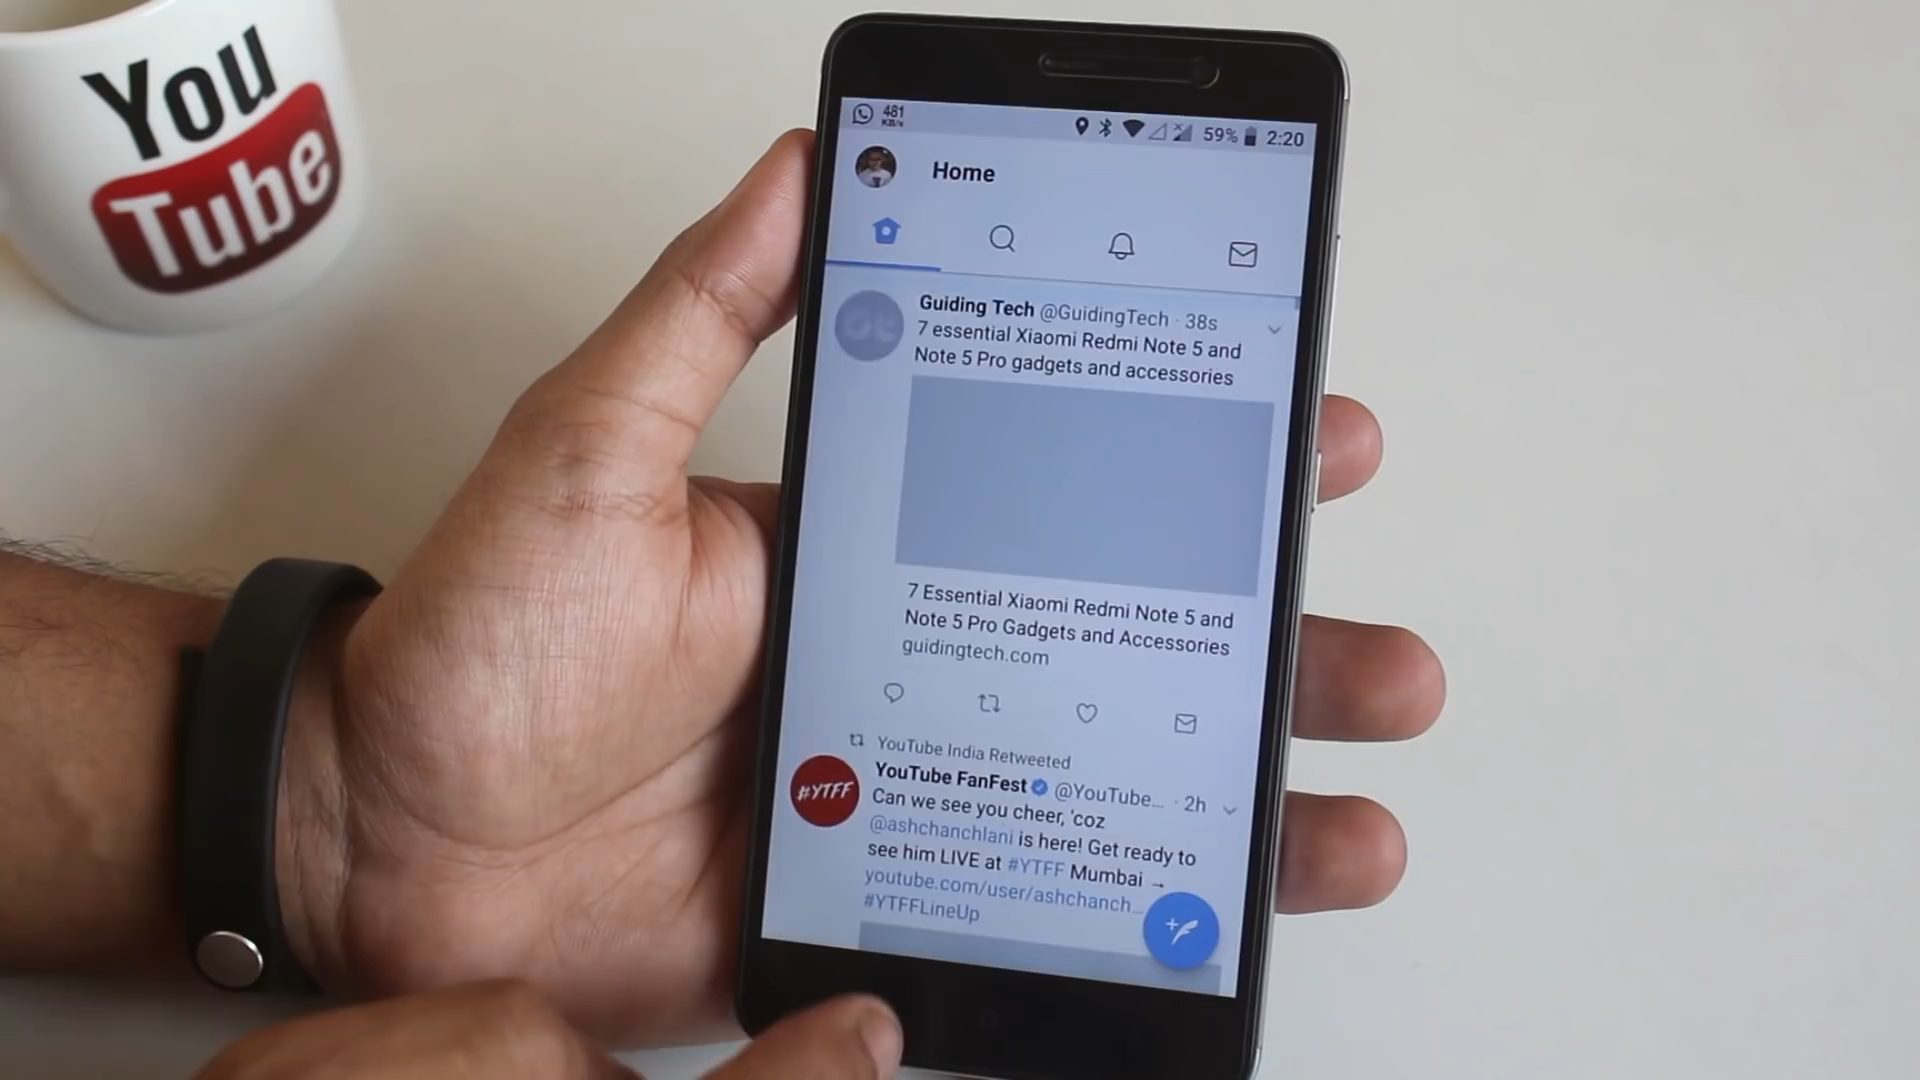 You
Tube
481
KB/s
59%
2:20
Home
Guiding Tech @GuidingTech · 38s
7 essential Xiaomi Redmi Note 5 and
Note 5 Pro gadgets and accessories
7 Essential Xiaomi Redmi Note 5 and
Note 5 Pro Gadgets and Accessories
guidingtech.com
YouTube India Retweeted
#YTFF
YouTube FanFest @YouTube... · 2h
Can we see you cheer, 'coz
@ashchanchlani is here! Get ready to
see him LIVE at #YTFF Mumbai →
youtube.com/user/ashchanch...
#YTFFLineUp